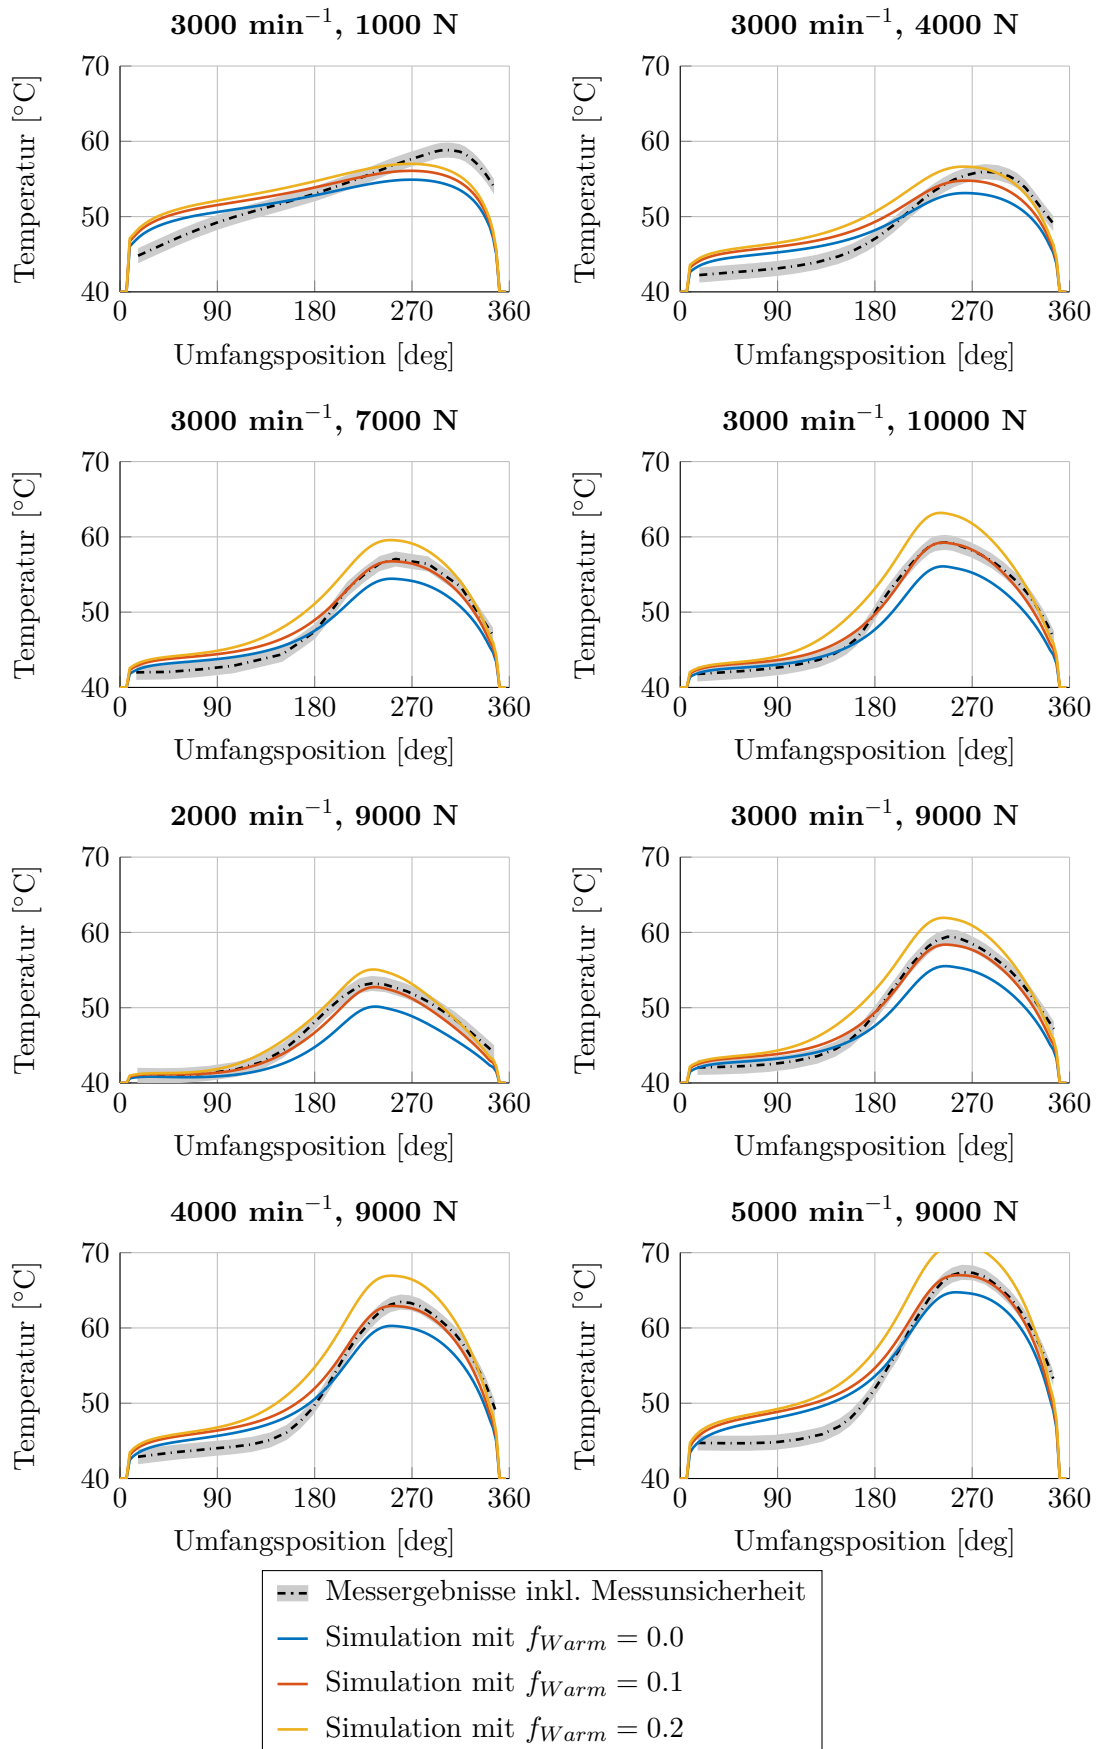 3000 min⁻¹, 1000 N
Temperatur [°C]
70
60
50
40
0 90 180 270 360
Umfangsposition [deg]
3000 min⁻¹, 4000 N
Temperatur [°C]
70
60
50
40
0 90 180 270 360
Umfangsposition [deg]
3000 min⁻¹, 7000 N
Temperatur [°C]
70
60
50
40
0 90 180 270 360
Umfangsposition [deg]
3000 min⁻¹, 10000 N
Temperatur [°C]
70
60
50
40
0 90 180 270 360
Umfangsposition [deg]
2000 min⁻¹, 9000 N
Temperatur [°C]
70
60
50
40
0 90 180 270 360
Umfangsposition [deg]
3000 min⁻¹, 9000 N
Temperatur [°C]
70
60
50
40
0 90 180 270 360
Umfangsposition [deg]
4000 min⁻¹, 9000 N
Temperatur [°C]
70
60
50
40
0 90 180 270 360
Umfangsposition [deg]
5000 min⁻¹, 9000 N
Temperatur [°C]
70
60
50
40
0 90 180 270 360
Umfangsposition [deg]
Messergebnisse inkl. Messunsicherheit
Simulation mit f_Warm = 0.0
Simulation mit f_Warm = 0.1
Simulation mit f_Warm = 0.2